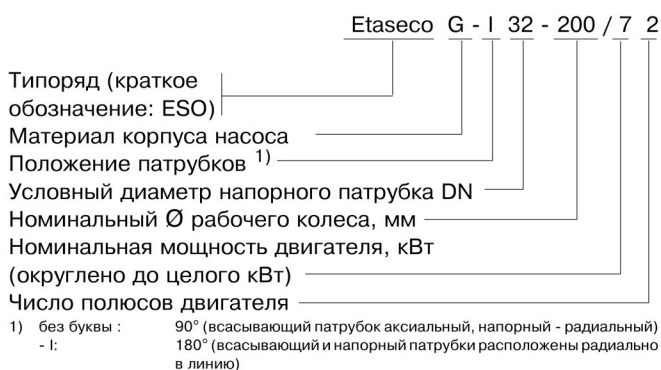 Etaseco G - I 32 - 200 / 7 2
Типоряд (краткое
обозначение: ESO)
Материал корпуса насоса
Положение патрубков 1)
Условный диаметр напорного патрубка DN
Номинальный Ø рабочего колеса, мм
Номинальная мощность двигателя, кВт
(округлено до целого кВт)
Число полюсов двигателя
1) без буквы : 90° (всасывающий патрубок аксиальный, напорный - радиальный)
- I: 180° (всасывающий и напорный патрубки расположены радиально
в линию)